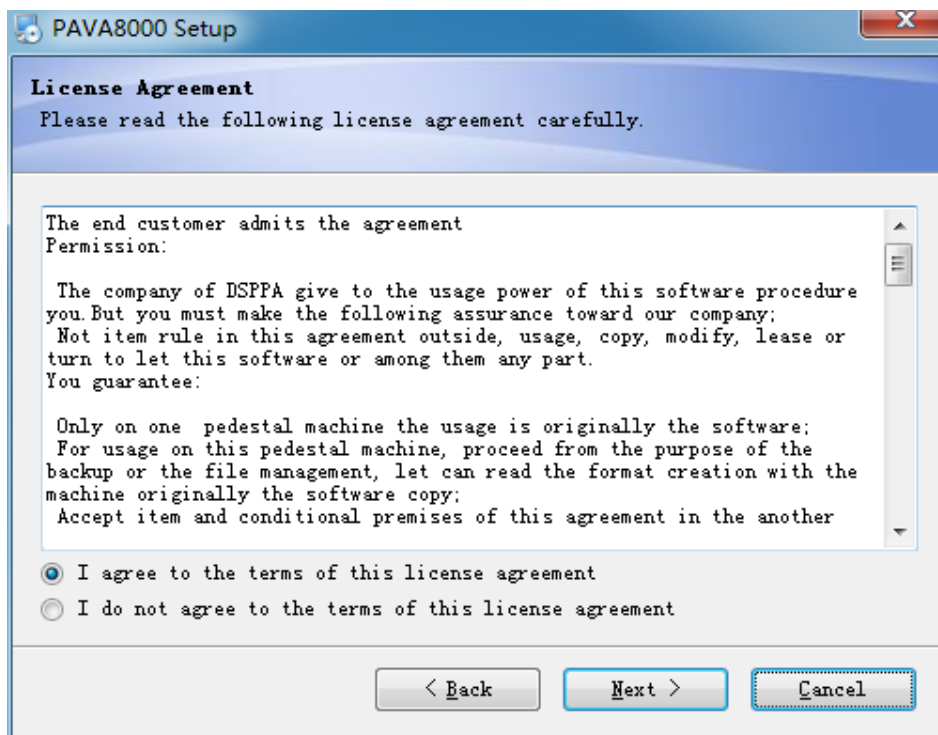 PAVA8000 Setup
License Agreement
Please read the following license agreement carefully.
The end customer admits the agreement
Permission:
The company of DSPPA give to the usage power of this software procedure
you.But you must make the following assurance toward our company;
Not item rule in this agreement outside, usage, copy, modify, lease or
turn to let this software or among them any part.
You guarantee:
Only on one  pedestal machine the usage is originally the software;
For usage on this pedestal machine, proceed from the purpose of the
backup or the file management, let can read the format creation with the
machine originally the software copy;
Accept item and conditional premises of this agreement in the another
I agree to the terms of this license agreement
I do not agree to the terms of this license agreement
< Back
Next >
Cancel